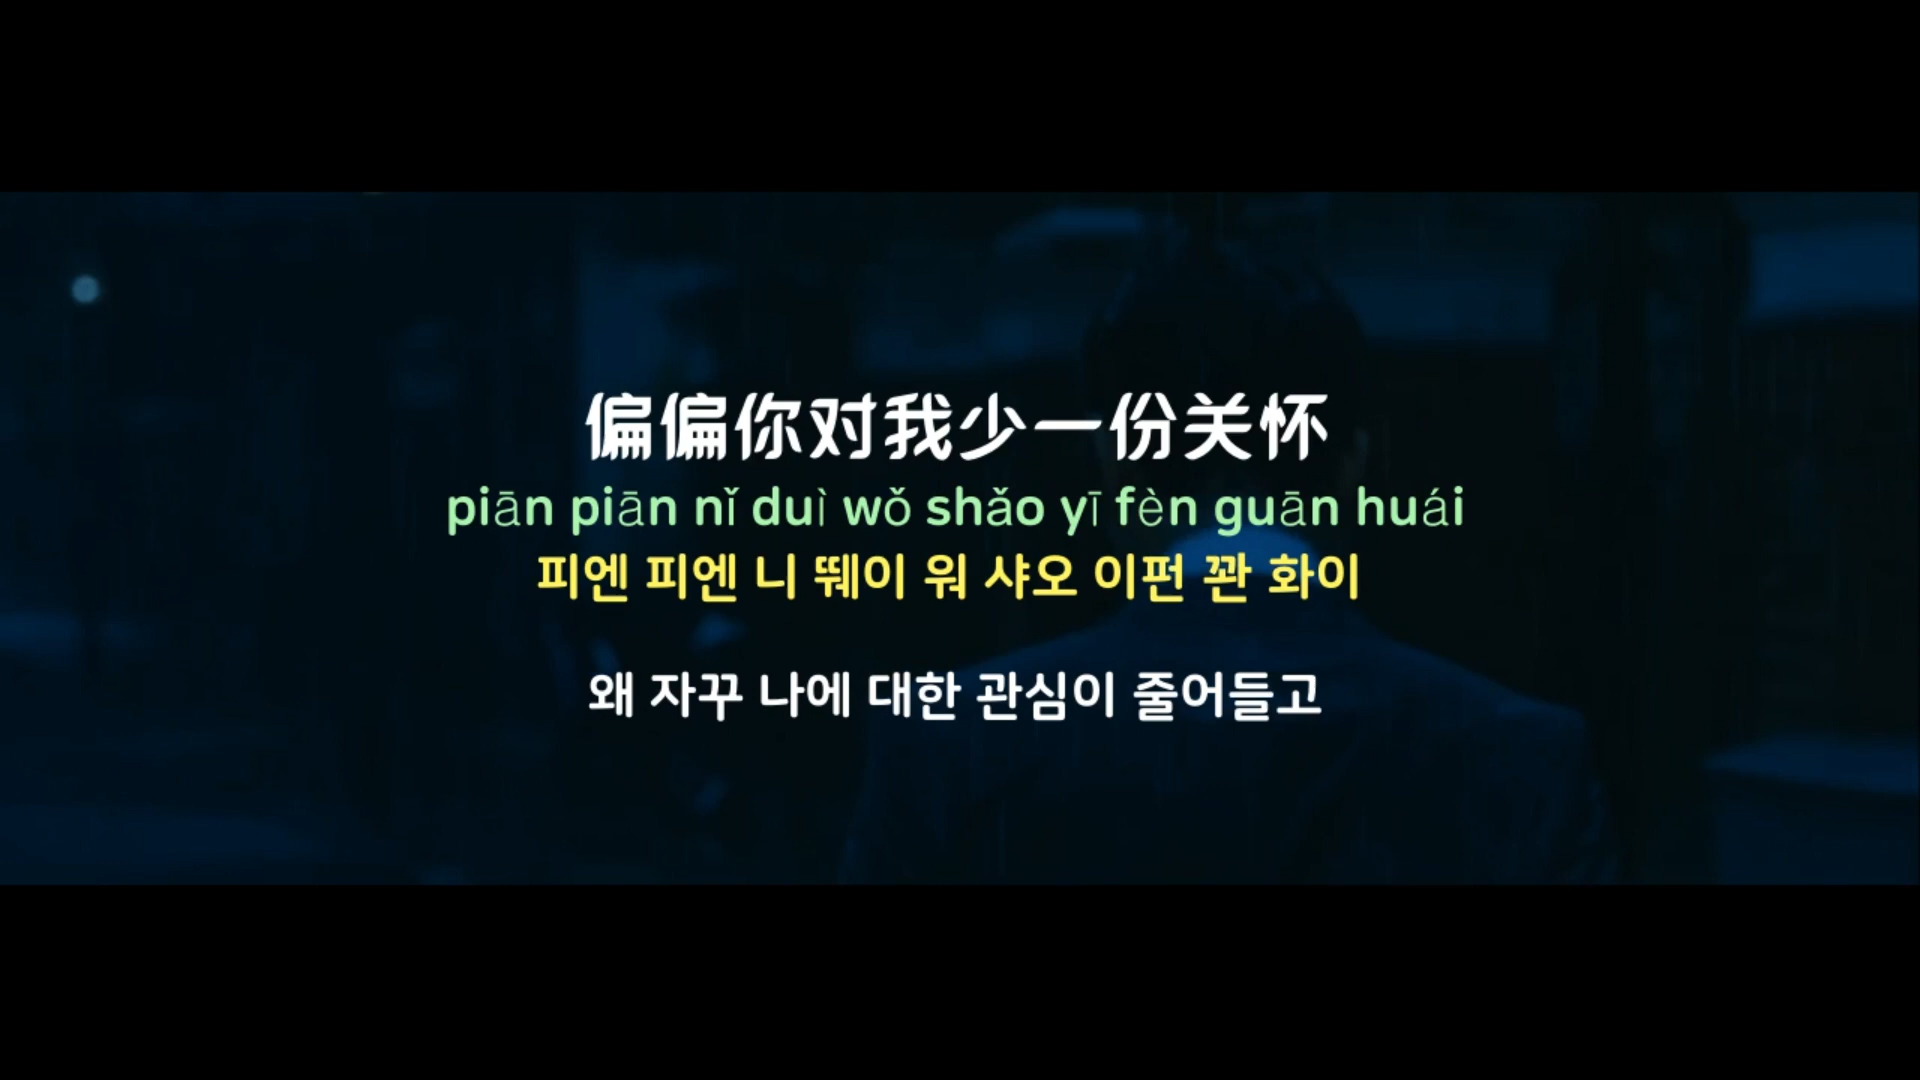 偏偏你对我少一份关怀
piān piān nǐ duì wǒ shǎo yī fèn guān huái
피엔 피엔 니 뛔이 워 샤오 이펀 꽌 화이
왜 자꾸 나에 대한 관심이 줄어들고